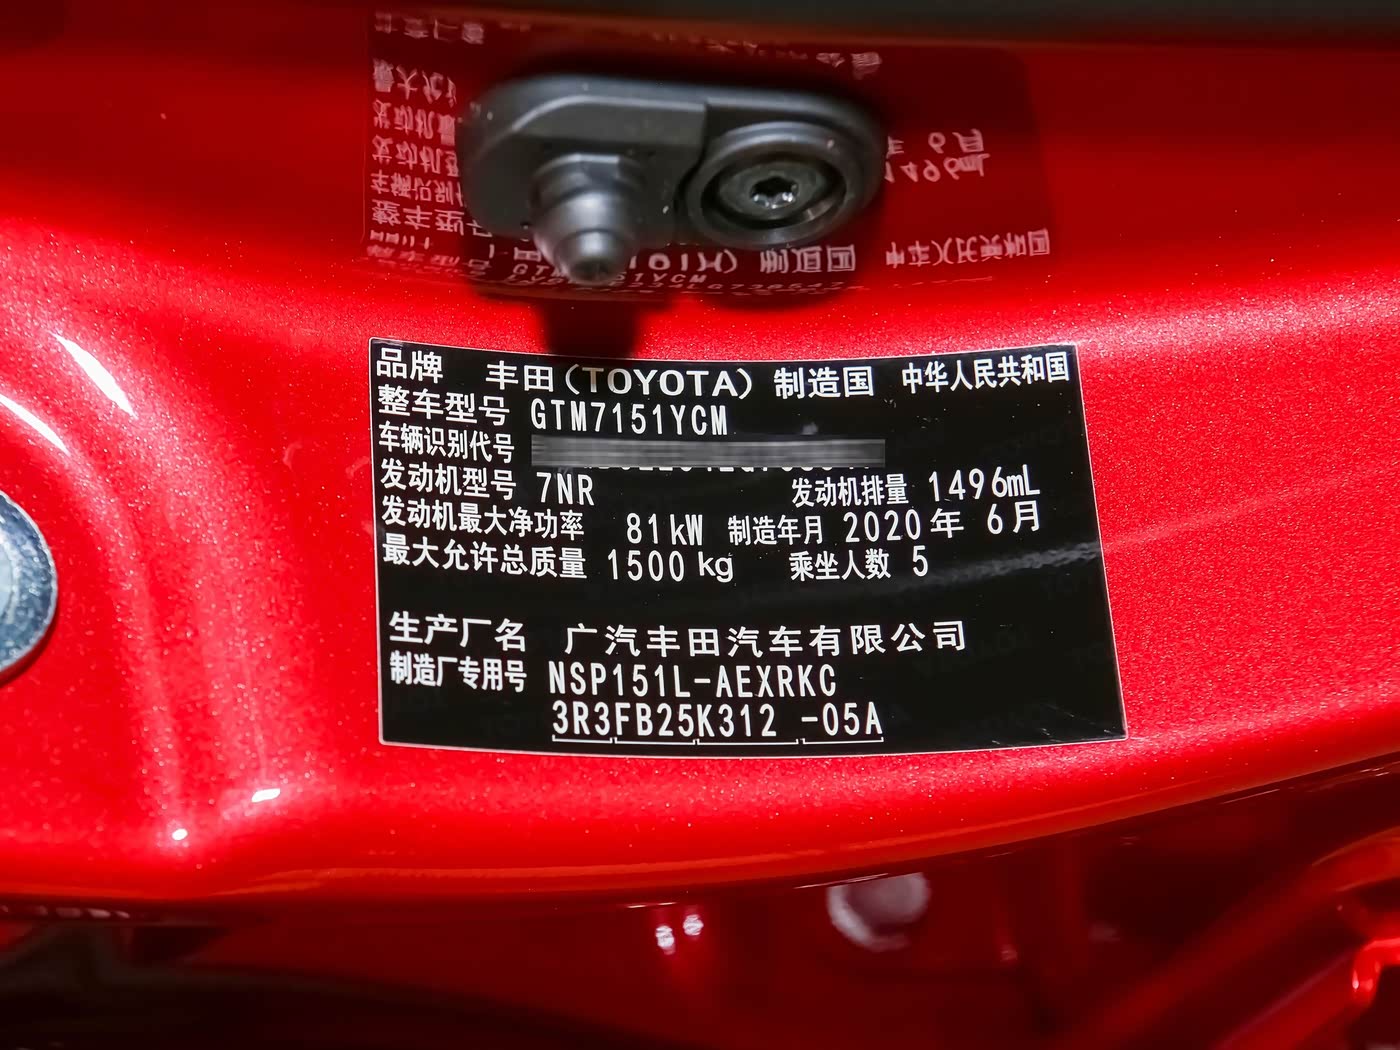 品牌 丰田(TOYOTA) 制造国 中华人民共和国
整车型号 GTM7151YCM
车辆识别代号
发动机型号 7NR 发动机排量 1496mL
发动机最大净功率 81kW 制造年月 2020年 6月
最大允许总质量 1500kg 乘坐人数 5
生产厂名 广汽丰田汽车有限公司
制造厂专用号 NSP151L-AEXRKC
3R3FB25K312 -05A